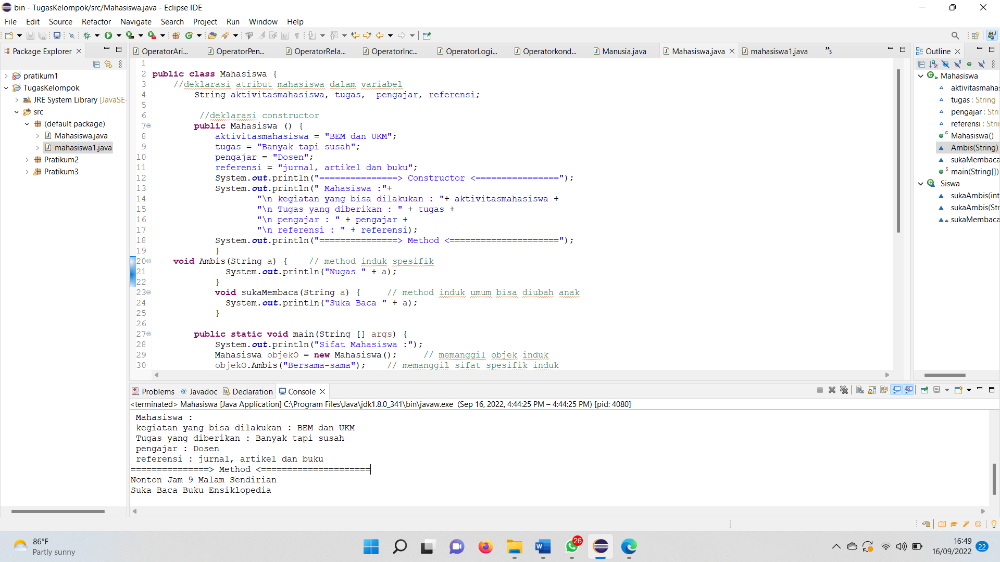 bin - TugasKelompok/src/Mahasiswa.java - Eclipse IDE
File Edit Source Refactor Navigate Search Project Run Window Help
Package Explorer
pratikum1
TugasKelompok
JRE System Library [JavaSE-
src
(default package)
Mahasiswa.java
mahasiswa1.java
Pratikum2
Pratikum3
OperatorAri... OperatorPen... OperatorRela... OperatorInc... OperatorLogi... Operatorkond... Manusia.java Mahasiswa.java mahasiswa1.java »5
1
2 public class Mahasiswa {
3 //deklarasi atribut mahasiswa dalam variabel
4 String aktivitasmahasiswa, tugas,  pengajar, referensi;
5
6 //deklarasi constructor
7 public Mahasiswa () {
8 aktivitasmahasiswa = "BEM dan UKM";
9 tugas = "Banyak tapi susah";
10 pengajar = "Dosen";
11 referensi = "jurnal, artikel dan buku";
12 System.out.println("===============> Constructor <================");
13 System.out.println(" Mahasiswa :"+
14 "\n kegiatan yang bisa dilakukan : "+ aktivitasmahasiswa +
15 "\n Tugas yang diberikan : " + tugas +
16 "\n pengajar : " + pengajar +
17 "\n referensi : " + referensi);
18 System.out.println("===============> Method <=====================");
19 }
20 void Ambis(String a) {    // method induk spesifik
21 System.out.println("Nugas " + a);
22 }
23 void sukaMembaca(String a) {     // method induk umum bisa diubah anak
24 System.out.println("Suka Baca " + a);
25 }
26
27 public static void main(String [] args) {
28 System.out.println("Sifat Mahasiswa :");
29 Mahasiswa objekO = new Mahasiswa();     // memanggil objek induk
30 objekO.Ambis("Bersama-sama");    // memanggil sifat spesifik induk
Outline
Mahasiswa
aktivitasmahas
tugas : String
pengajar : Stri
referensi : Strin
Mahasiswa()
Ambis(String)
sukaMembaca
main(String[])
Siswa
sukaAmbis(int
sukaAmbis(Str
sukaMembaca
Problems @ Javadoc Declaration Console
<terminated> Mahasiswa [Java Application] C:\Program Files\Java\jdk1.8.0_341\bin\javaw.exe (Sep 16, 2022, 4:44:25 PM – 4:44:25 PM) [pid: 4080]
Mahasiswa :
kegiatan yang bisa dilakukan : BEM dan UKM
Tugas yang diberikan : Banyak tapi susah
pengajar : Dosen
referensi : jurnal, artikel dan buku
===============> Method <=====================
Nonton Jam 9 Malam Sendirian
Suka Baca Buku Ensiklopedia
86°F
Partly sunny
26
16:49
16/09/2022
22